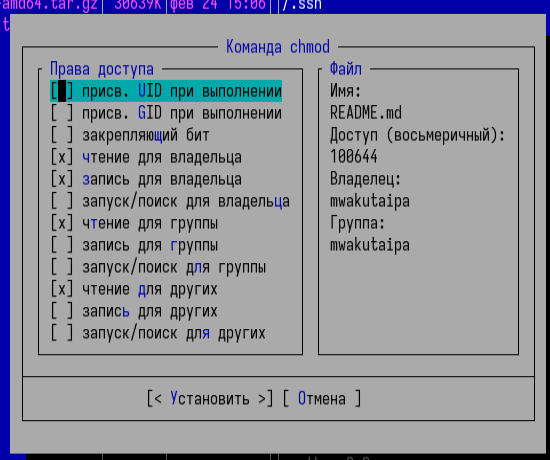 -amd64.tar.gz│ 30639K│фев 24 15:06││/.ssh
Команда chmod
Права доступа
[ ] присв. UID при выполнении
[ ] присв. GID при выполнении
[ ] закрепляющий бит
[x] чтение для владельца
[x] запись для владельца
[ ] запуск/поиск для владельца
[x] чтение для группы
[ ] запись для группы
[ ] запуск/поиск для группы
[x] чтение для других
[ ] запись для других
[ ] запуск/поиск для других
Файл
Имя:
README.md
Доступ (восьмеричный):
100644
Владелец:
mwakutaipa
Группа:
mwakutaipa
[< Установить >] [ Отмена ]